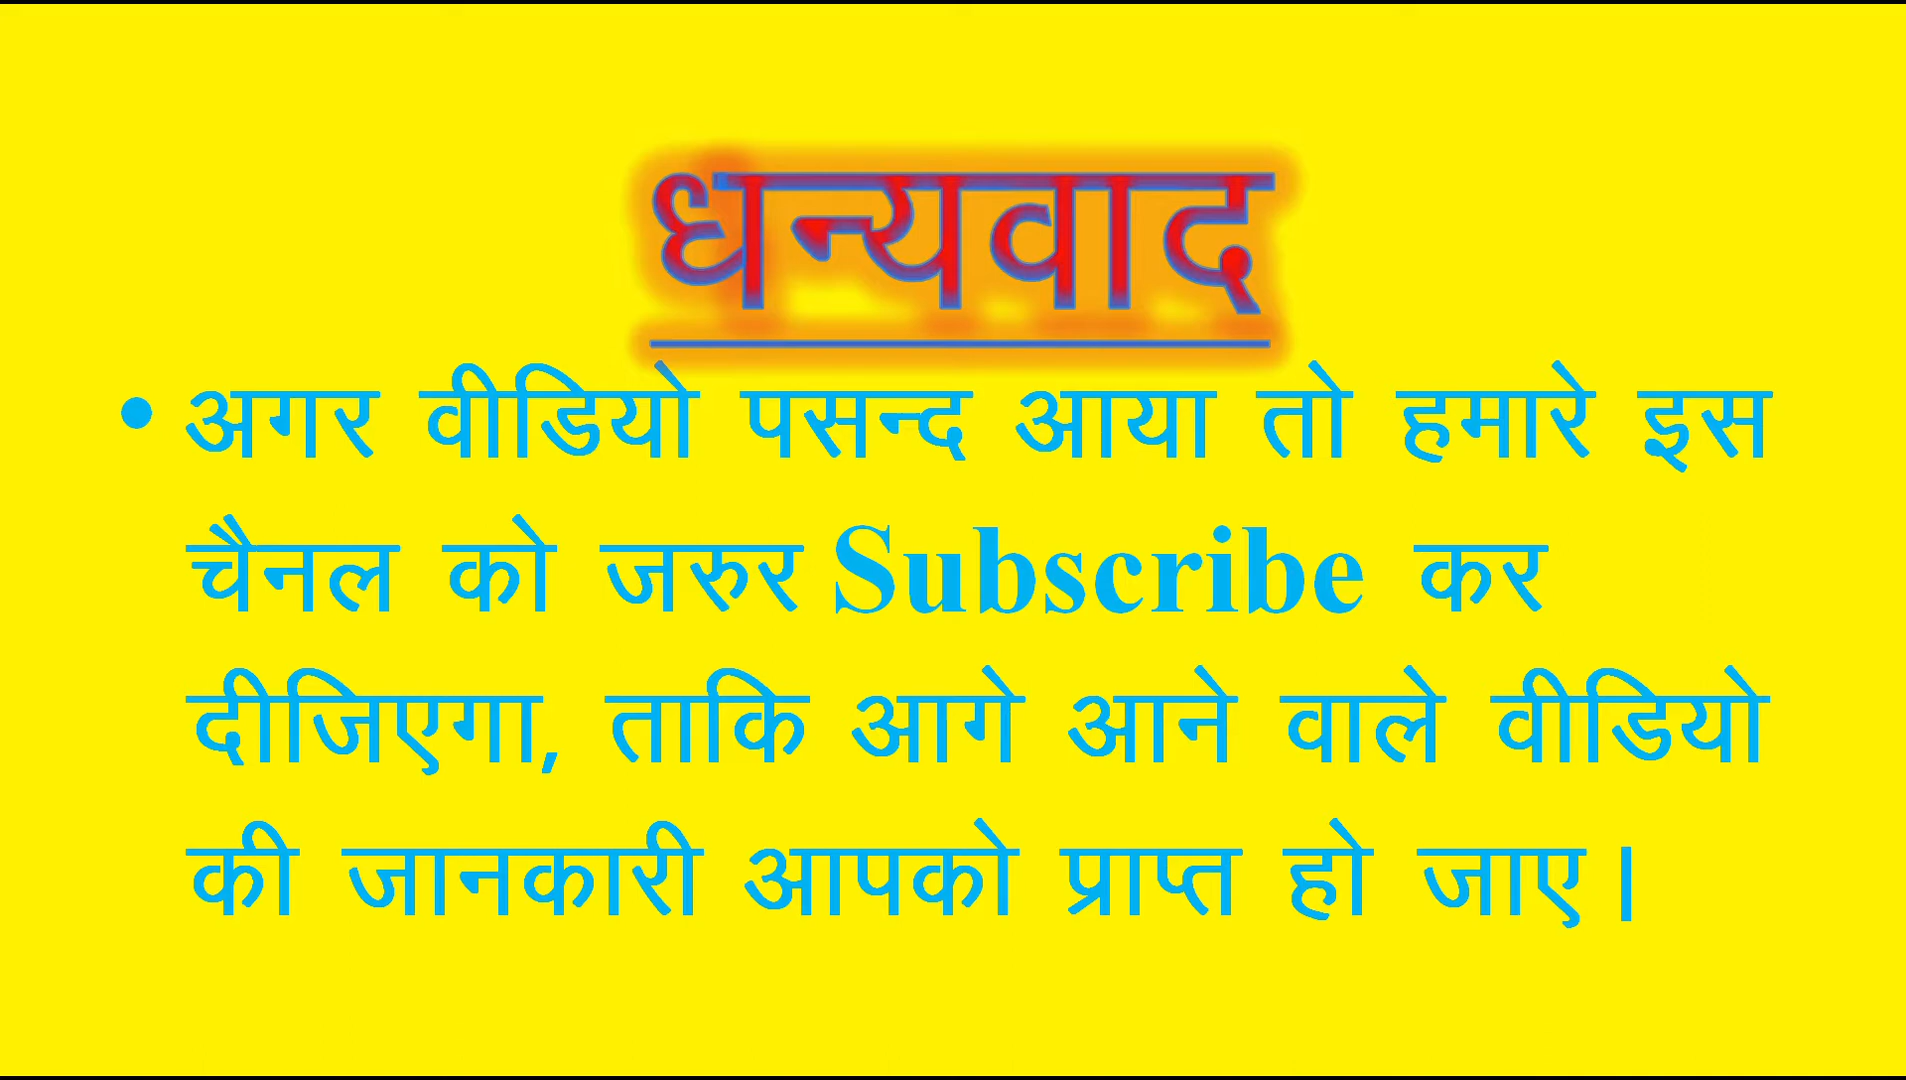 धन्यवाद
• अगर वीडियो पसन्द आया तो हमारे इस
चैनल को जरुर Subscribe कर
दीजिएगा, ताकि आगे आने वाले वीडियो
की जानकारी आपको प्राप्त हो जाए।